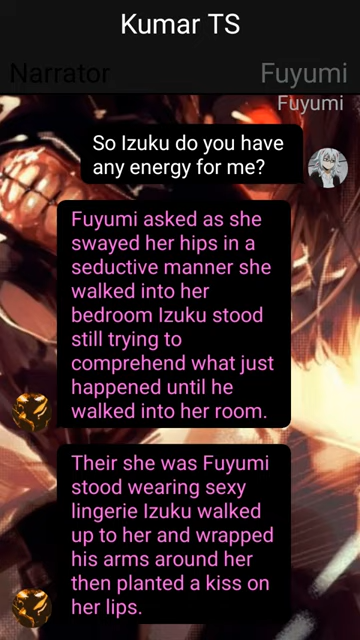 Kumar TS
Narrator
Fuyumi
Fuyumi
So Izuku do you have
any energy for me?
Fuyumi asked as she
swayed her hips in a
seductive manner she
walked into her
bedroom Izuku stood
still trying to
comprehend what just
happened until he
walked into her room.
Their she was Fuyumi
stood wearing sexy
lingerie Izuku walked
up to her and wrapped
his arms around her
then planted a kiss on
her lips.